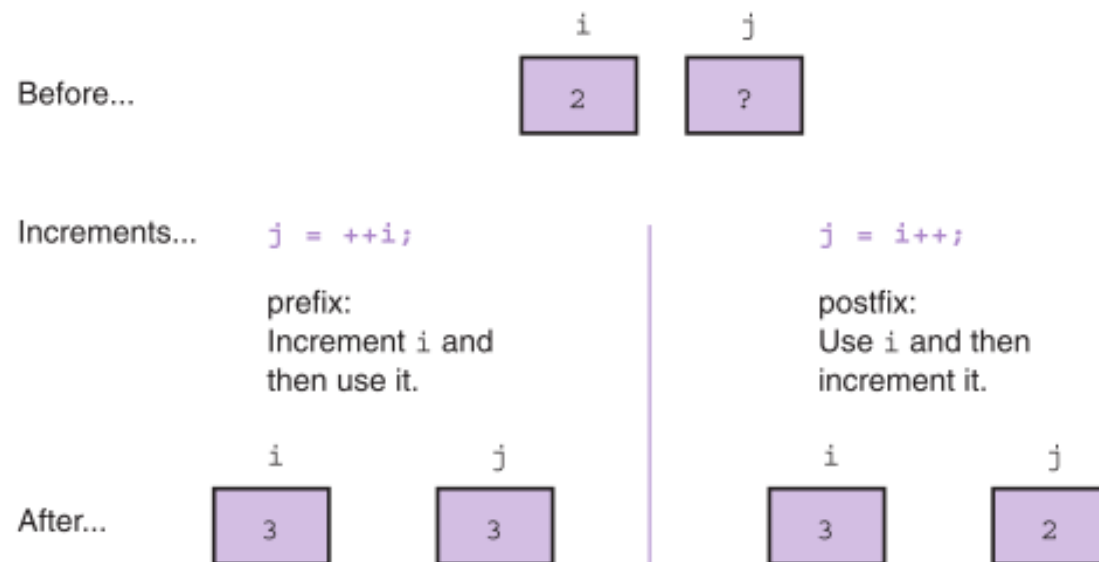 i j
Before... 2 ?
Increments... j = ++i; j = i++;
prefix: postfix:
Increment i and Use i and then
then use it. increment it.
i j i j
After... 3 3 3 2